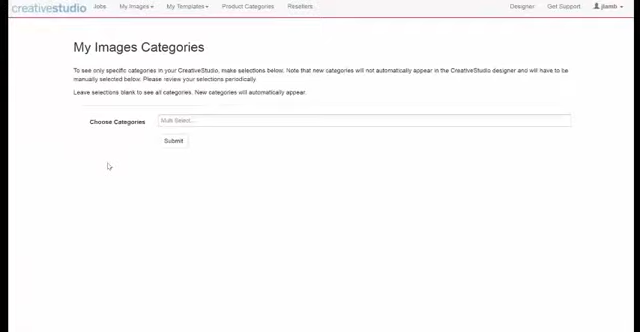 creativestudio Jobs My Images My Templates Product Categories Resellers Designer Get Support jlamb
My Images Categories
To see only specific categories in your CreativeStudio, make selections below. Note that new categories will not automatically appear in the CreativeStudio designer and will have to be
manually selected below. Please review your selections periodically
Leave selections blank to see all categories. New categories will automatically appear.
Choose Categories Multi Select...
Submit